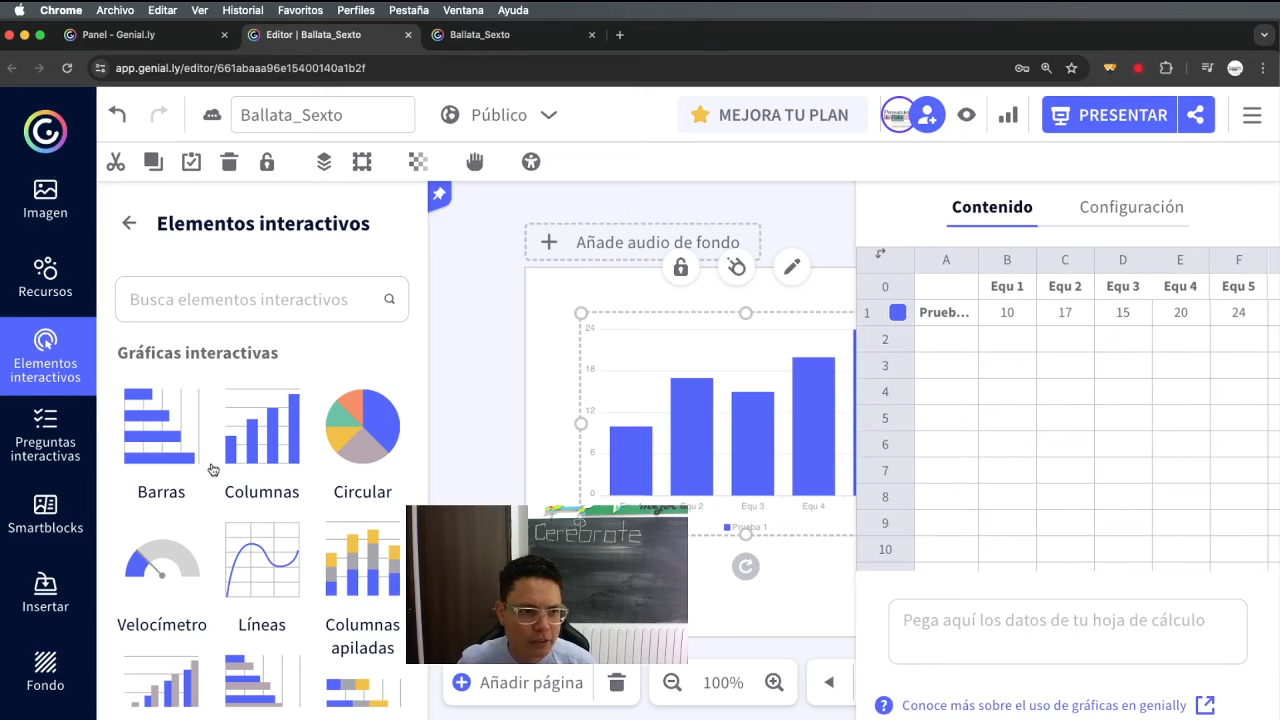 Chrome Archivo Editar Ver Historial Favoritos Perfiles Pestaña Ventana Ayuda
Panel - Genial.ly
Editor | Ballata_Sexto
Ballata_Sexto
app.genial.ly/editor/661abaaa96e15400140a1b2f
Ballata_Sexto
Público
MEJORA TU PLAN
PRESENTAR
Imagen
Recursos
Elementos interactivos
Preguntas interactivas
Smartblocks
Insertar
Fondo
Elementos interactivos
Busca elementos interactivos
Gráficas interactivas
Barras
Columnas
Circular
Velocímetro
Líneas
Columnas apiladas
Añade audio de fondo
24
18
12
6
0
Equ 2
Equ 3
Equ 4
Prueba 1
Cerebrote
Añadir página
100%
Contenido
Configuración
A B C D E F
0 Equ 1 Equ 2 Equ 3 Equ 4 Equ 5
1 Prueb... 10 17 15 20 24
2
3
4
5
6
7
8
9
10
Pega aquí los datos de tu hoja de cálculo
? Conoce más sobre el uso de gráficas en genially